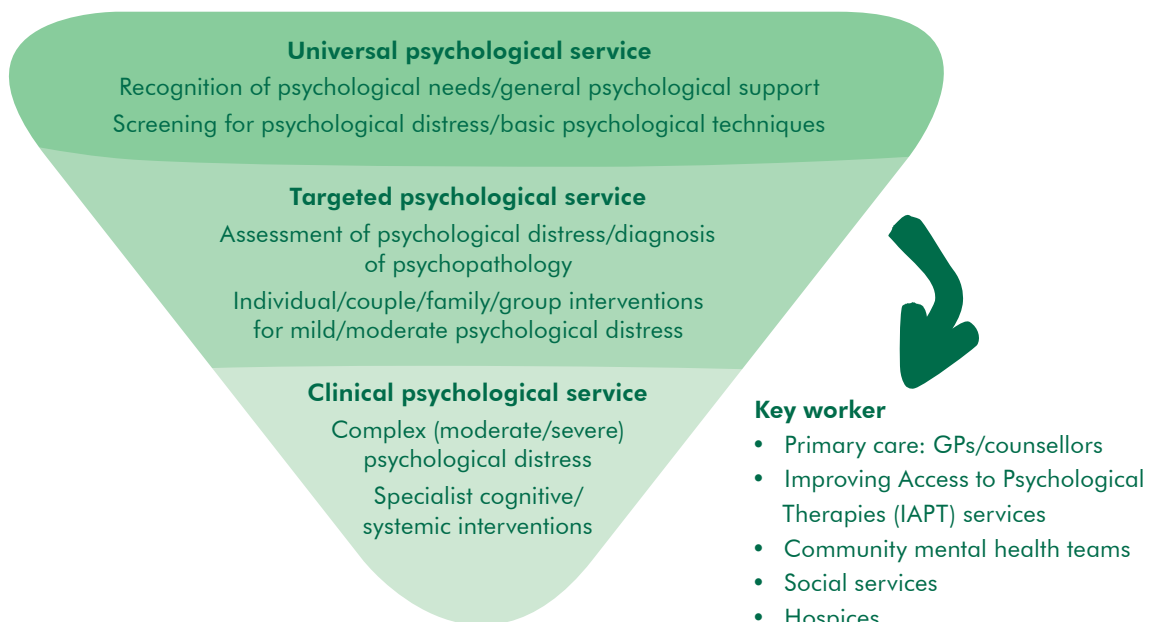 Universal psychological service
Recognition of psychological needs/general psychological support
Screening for psychological distress/basic psychological techniques
Targeted psychological service
Assessment of psychological distress/diagnosis
of psychopathology
Individual/couple/family/group interventions
for mild/moderate psychological distress
Clinical psychological service
Complex (moderate/severe)
psychological distress
Specialist cognitive/
systemic interventions
Key worker
• Primary care: GPs/counsellors
• Improving Access to Psychological
Therapies (IAPT) services
• Community mental health teams
• Social services
• Hospices